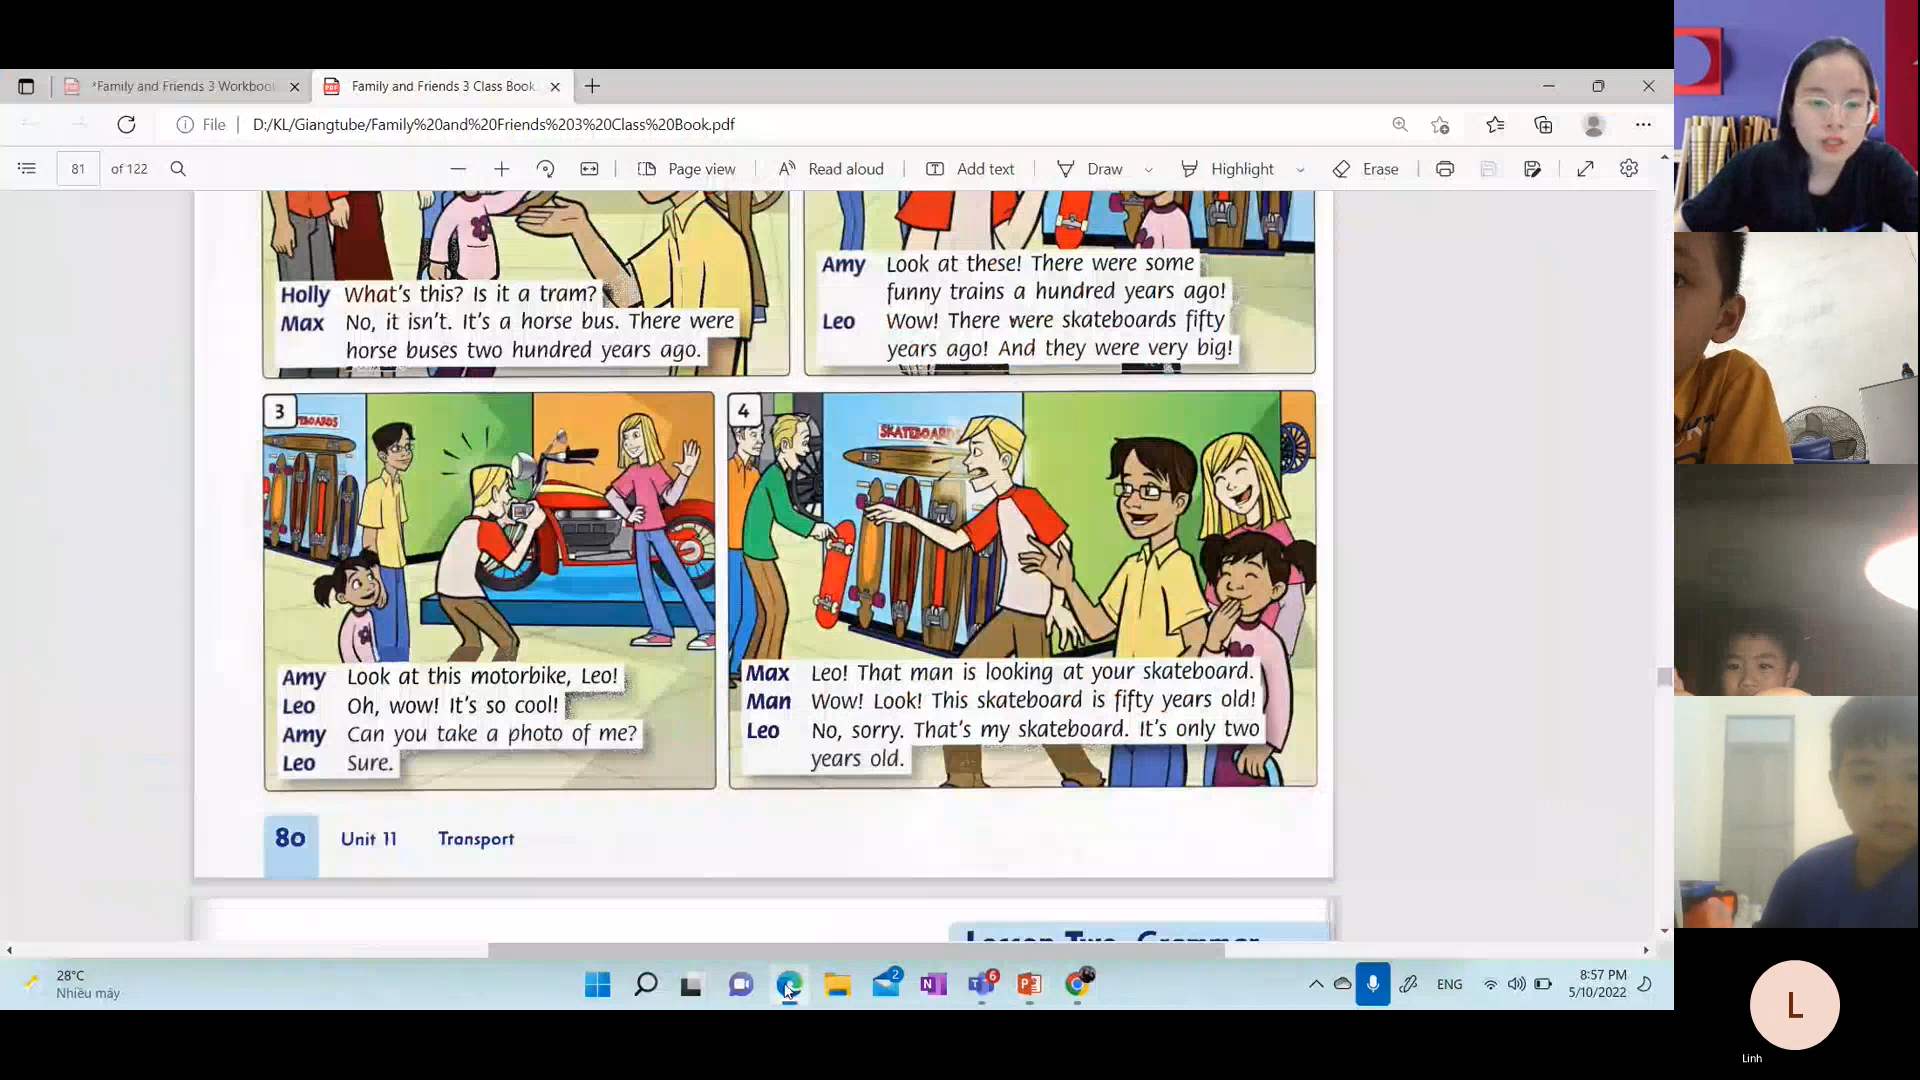 *Family and Friends 3 Workboo
Family and Friends 3 Class Book.
File
D:/KL/Giangtube/Family%20and%20Friends%203%20Class%20Book.pdf
81 of 122
Page view
Read aloud
Add text
Draw
Highlight
Erase
Holly What's this? Is it a tram?
Max No, it isn't. It's a horse bus. There were
horse buses two hundred years ago.
Amy Look at these! There were some
funny trains a hundred years ago!
Leo Wow! There were skateboards fifty
years ago! And they were very big!
3
Amy Look at this motorbike, Leo!
Leo Oh, wow! It's so cool!
Amy Can you take a photo of me?
Leo Sure.
4
SKATEBOARDS
Max Leo! That man is looking at your skateboard.
Man Wow! Look! This skateboard is fifty years old!
Leo No, sorry. That's my skateboard. It's only two
years old.
80 Unit 11 Transport
Lesson Two Grammar
28°C
Nhiều mây
2
6
ENG
8:57 PM
5/10/2022
L
Linh